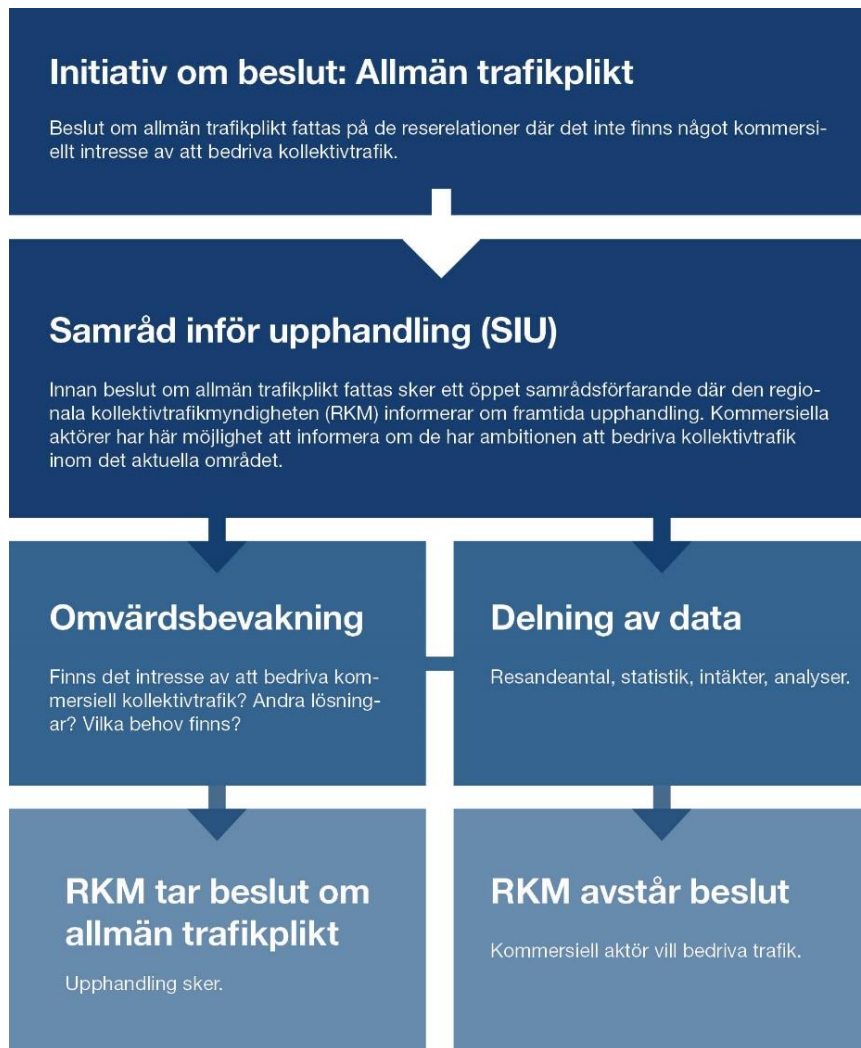 Initiativ om beslut: Allmän trafikplikt
Beslut om allmän trafikplikt fattas på de reserelationer där det inte finns något kommersi-
ellt intresse av att bedriva kollektivtrafik.
Samråd inför upphandling (SIU)
Innan beslut om allmän trafikplikt fattas sker ett öppet samrådsförfarande där den regio-
nala kollektivtrafikmyndigheten (RKM) informerar om framtida upphandling. Kommersiella
aktörer har här möjlighet att informera om de har ambitionen att bedriva kollektivtrafik
inom det aktuella området.
Omvärdsbevakning
Finns det intresse av att bedriva kom-
mersiell kollektivtrafik? Andra lösning-
ar? Vilka behov finns?
Delning av data
Resandeantal, statistik, intäkter, analyser.
RKM tar beslut om
allmän trafikplikt
Upphandling sker.
RKM avstår beslut
Kommersiell aktör vill bedriva trafik.